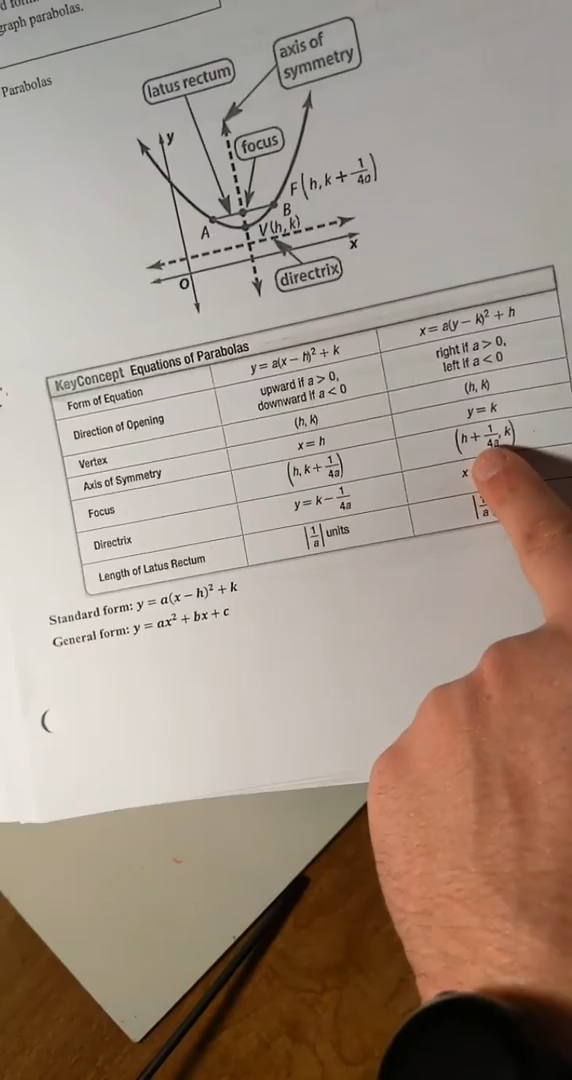 graph parabolas.
Parabolas
axis of
symmetry
latus rectum
y
focus
F(h, k + 1/4a)
A
B
V(h, k)
x
O
directrix
KeyConcept Equations of Parabolas
Form of Equation y = a(x – h)² + k x = a(y – k)² + h
Direction of Opening upward if a > 0, right if a > 0,
downward if a < 0 left if a < 0
Vertex (h, k) (h, k)
Axis of Symmetry x = h y = k
Focus (h, k + 1/4a) (h + 1/4a, k)
Directrix y = k – 1/4a x
Length of Latus Rectum |1/a| units |1/a
Standard form: y = a(x – h)² + k
General form: y = ax² + bx + c
(